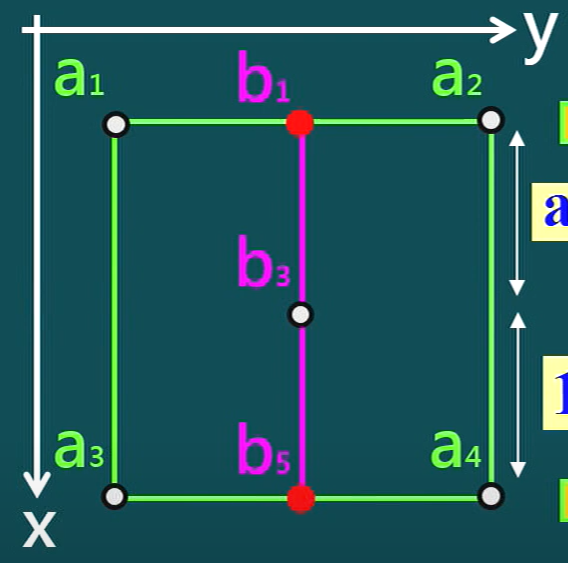 y
a₁ b₁ a₂
a
b₃
1
a₃ b₅ a₄
x